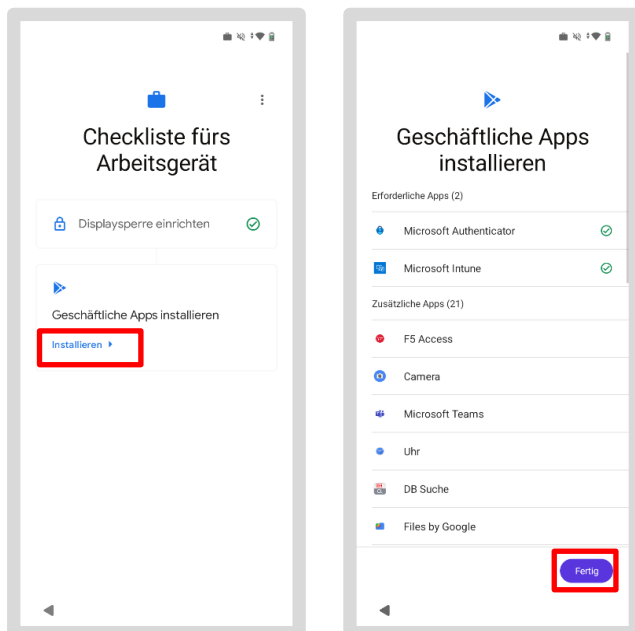 Checkliste fürs
Arbeitsgerät
Displaysperre einrichten
Geschäftliche Apps installieren
Installieren
Geschäftliche Apps
installieren
Erforderliche Apps (2)
Microsoft Authenticator
Microsoft Intune
Zusätzliche Apps (21)
F5 Access
Camera
Microsoft Teams
Uhr
DB Suche
Files by Google
Fertig